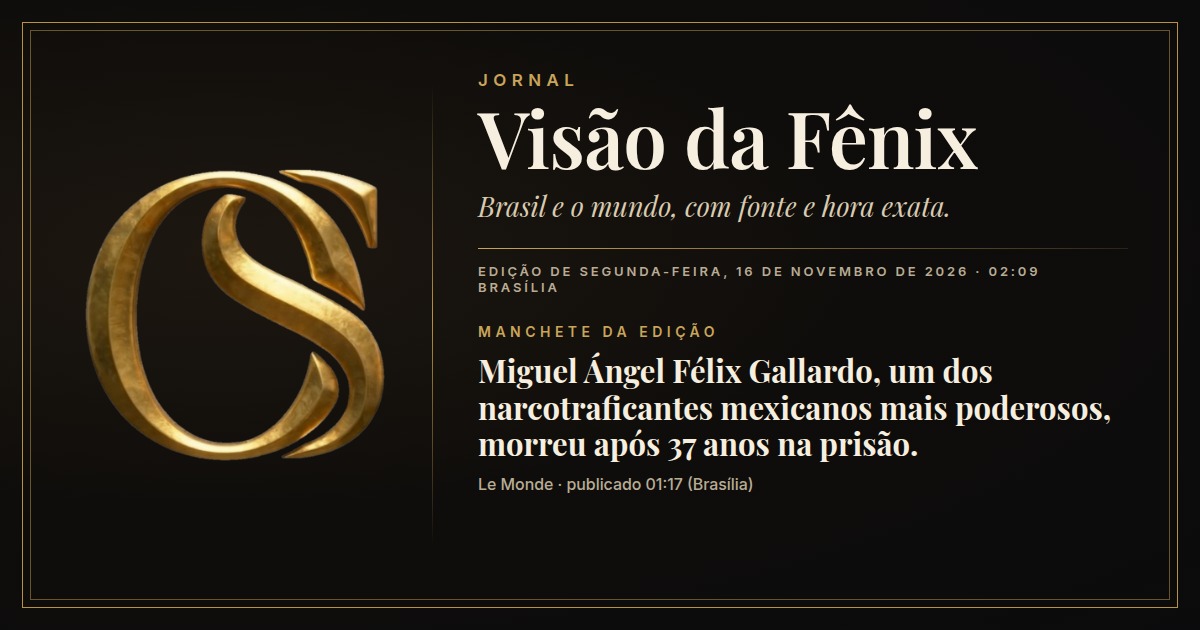 JORNAL
Visão da Fênix
Brasil e o mundo, com fonte e hora exata.
EDIÇÃO DE SEGUNDA-FEIRA, 16 DE NOVEMBRO DE 2026 · 02:09
BRASÍLIA
MANCHETE DA EDIÇÃO
Miguel Ángel Félix Gallardo, um dos
narcotraficantes mexicanos mais poderosos,
morreu após 37 anos na prisão.
Le Monde · publicado 01:17 (Brasília)